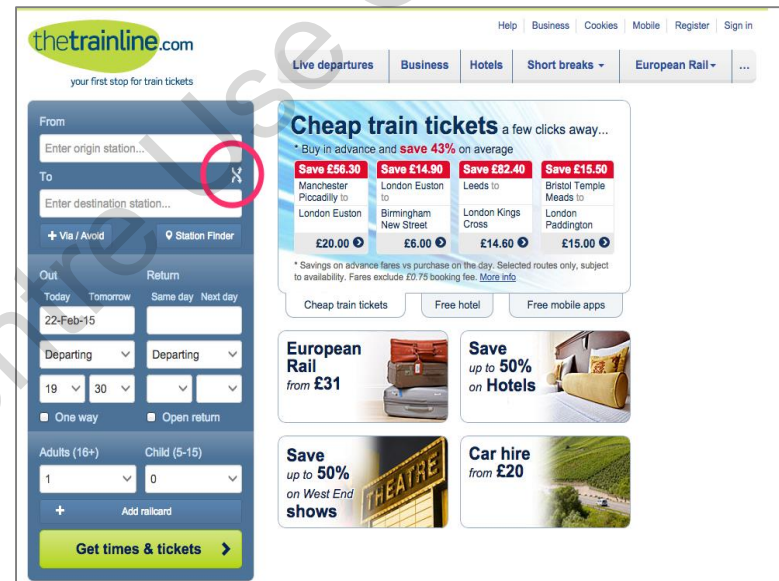 Help Business Cookies Mobile Register Sign in
thetrainline.com
your first stop for train tickets
Live departures Business Hotels Short breaks European Rail ...
From
Enter origin station...
To
Enter destination station...
+ Via / Avoid Station Finder
Out Return
Today Tomorrow Same day Next day
22-Feb-15
Departing Departing
19 30
One way Open return
Adults (16+) Child (5-15)
1 0
+ Add railcard
Get times & tickets
Cheap train tickets a few clicks away...
* Buy in advance and save 43% on average
Save £56.30 Save £14.90 Save £82.40 Save £15.50
Manchester London Euston Leeds to Bristol Temple
Piccadilly to to Meads to
London Euston Birmingham London Kings London
New Street Cross Paddington
£20.00 £6.00 £14.60 £15.00
* Savings on advance fares vs purchase on the day. Selected routes only, subject
to availability. Fares exclude £0.75 booking fee. More info
Cheap train tickets Free hotel Free mobile apps
European
Rail
from £31
Save
up to 50%
on Hotels
Save
up to 50%
on West End
shows
THEATRE
Car hire
from £20
entre Use O